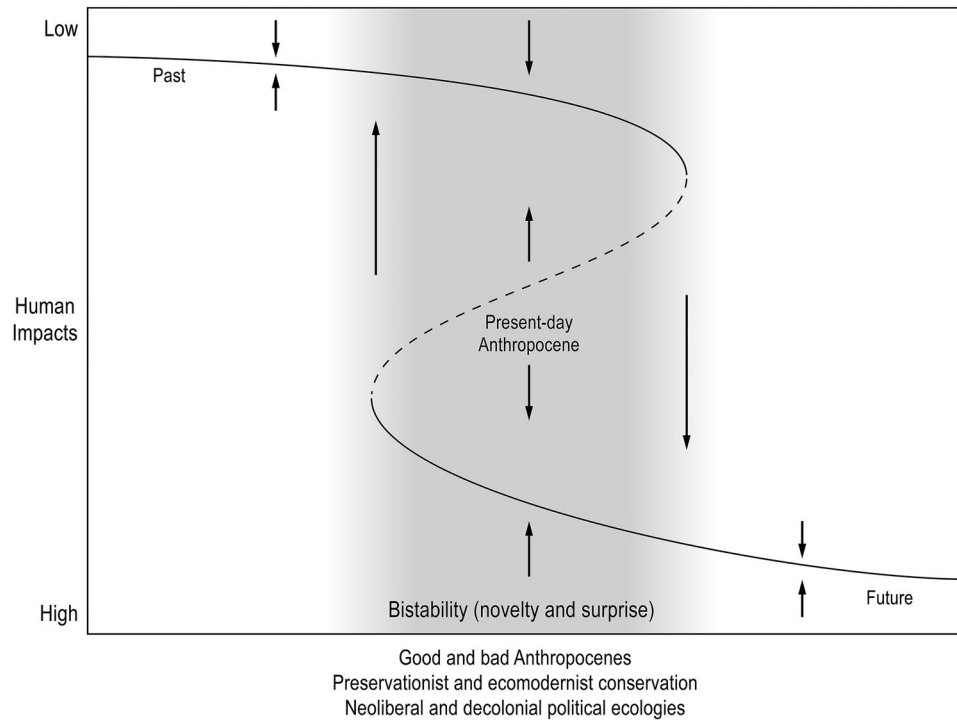 Low
Past
Human
Impacts
Present-day
Anthropocene
Future
High
Bistability (novelty and surprise)
Good and bad Anthropocenes
Preservationist and ecomodernist conservation
Neoliberal and decolonial political ecologies